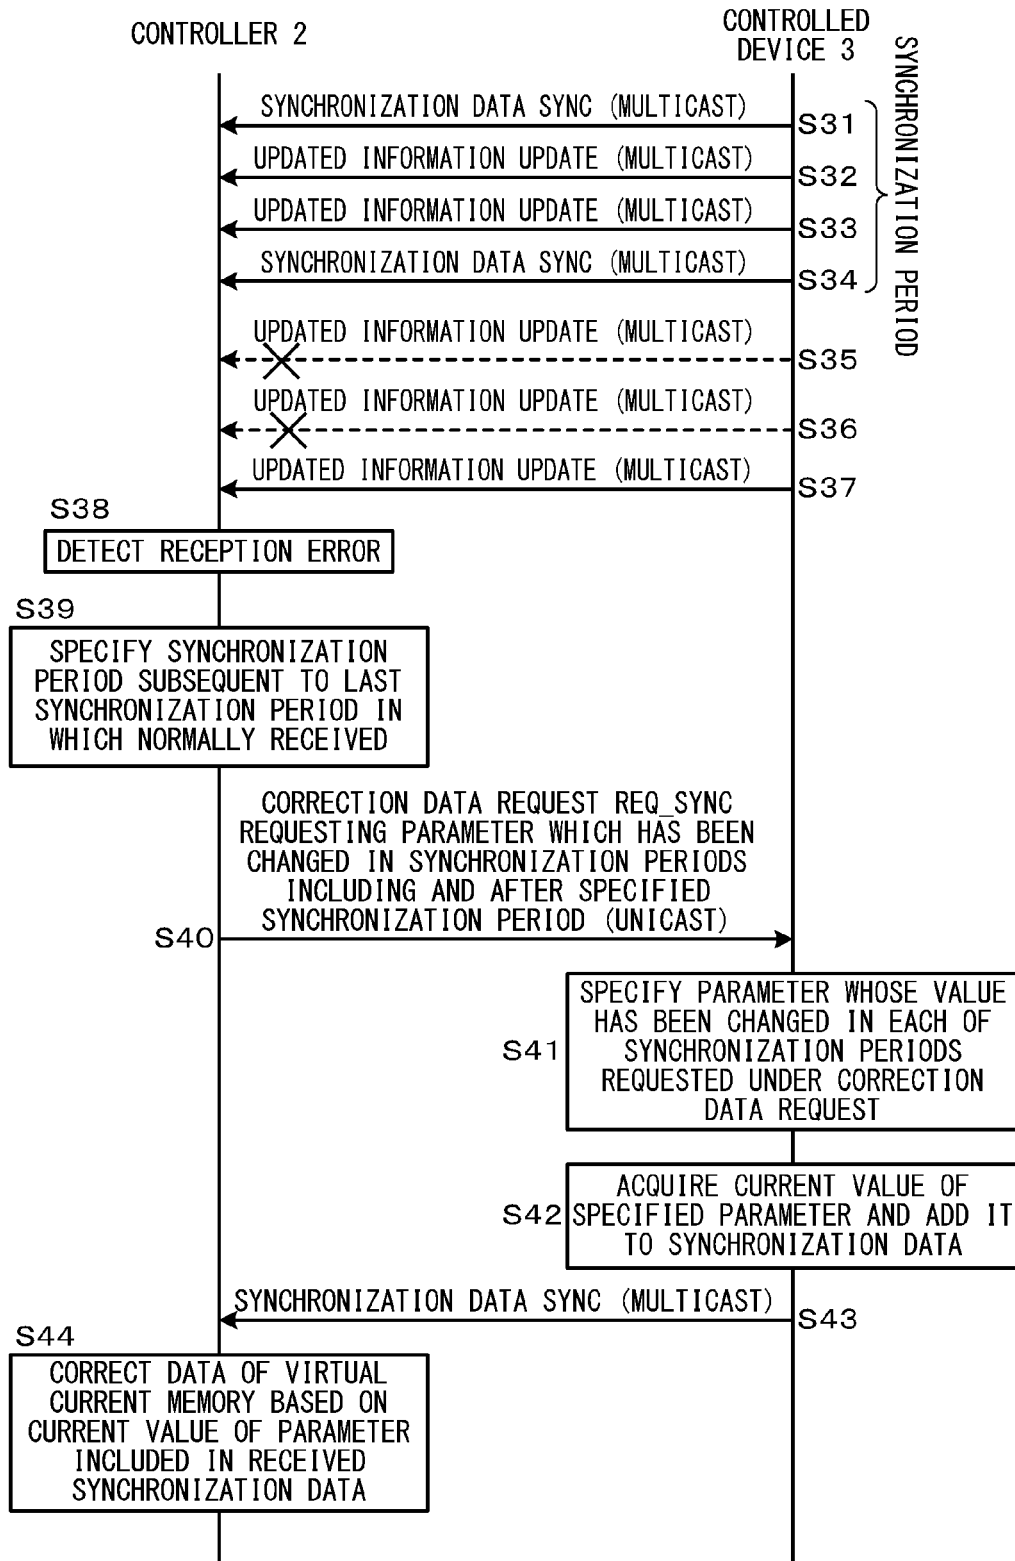 CONTROLLER 2
CONTROLLED
DEVICE 3
SYNCHRONIZATION PERIOD
SYNCHRONIZATION DATA SYNC (MULTICAST)
S31
UPDATED INFORMATION UPDATE (MULTICAST)
S32
UPDATED INFORMATION UPDATE (MULTICAST)
S33
SYNCHRONIZATION DATA SYNC (MULTICAST)
S34
UPDATED INFORMATION UPDATE (MULTICAST)
S35
UPDATED INFORMATION UPDATE (MULTICAST)
S36
UPDATED INFORMATION UPDATE (MULTICAST)
S37
S38
DETECT RECEPTION ERROR
S39
SPECIFY SYNCHRONIZATION
PERIOD SUBSEQUENT TO LAST
SYNCHRONIZATION PERIOD IN
WHICH NORMALLY RECEIVED
CORRECTION DATA REQUEST REQ_SYNC
REQUESTING PARAMETER WHICH HAS BEEN
CHANGED IN SYNCHRONIZATION PERIODS
INCLUDING AND AFTER SPECIFIED
SYNCHRONIZATION PERIOD (UNICAST)
S40
SPECIFY PARAMETER WHOSE VALUE
HAS BEEN CHANGED IN EACH OF
SYNCHRONIZATION PERIODS
REQUESTED UNDER CORRECTION
DATA REQUEST
S41
ACQUIRE CURRENT VALUE OF
SPECIFIED PARAMETER AND ADD IT
TO SYNCHRONIZATION DATA
S42
SYNCHRONIZATION DATA SYNC (MULTICAST)
S43
S44
CORRECT DATA OF VIRTUAL
CURRENT MEMORY BASED ON
CURRENT VALUE OF PARAMETER
INCLUDED IN RECEIVED
SYNCHRONIZATION DATA